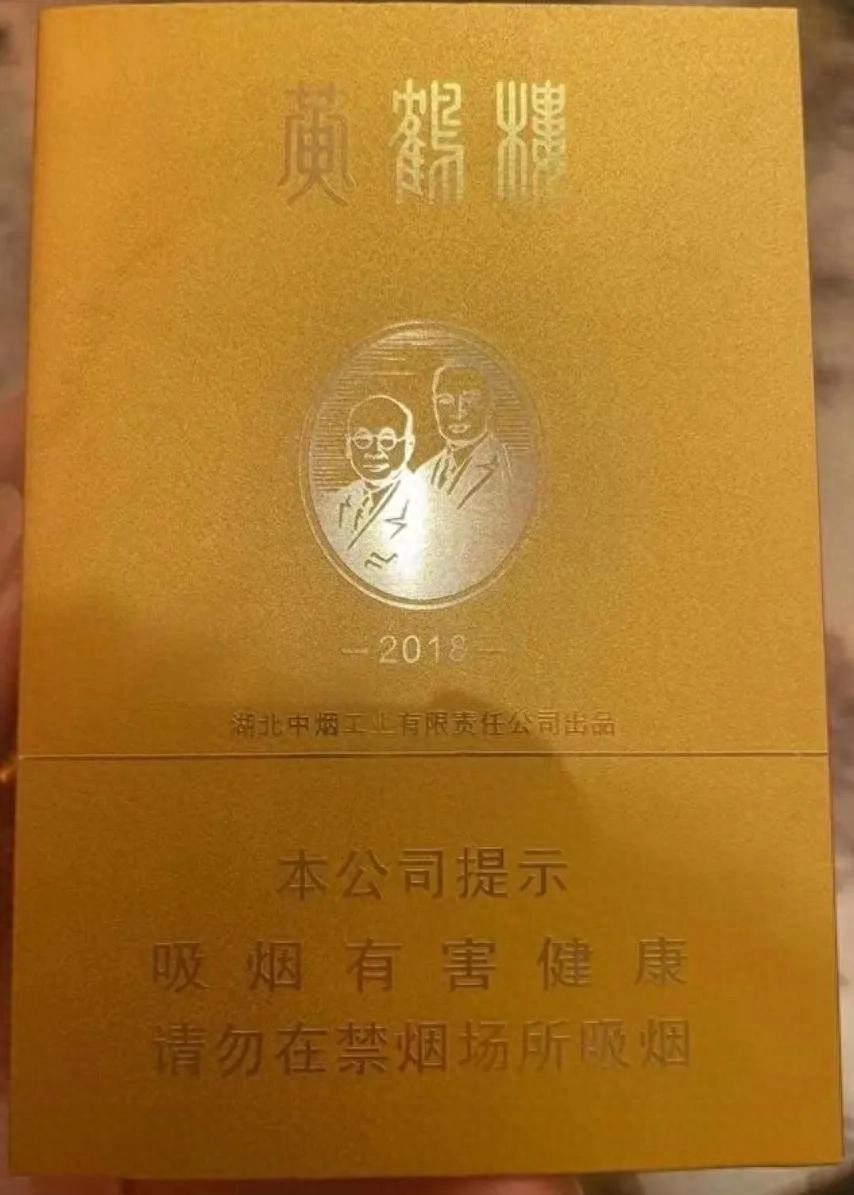 黄鹤楼
—2018—
湖北中烟工业有限责任公司出品
本公司提示
吸烟有害健康
请勿在禁烟场所吸烟